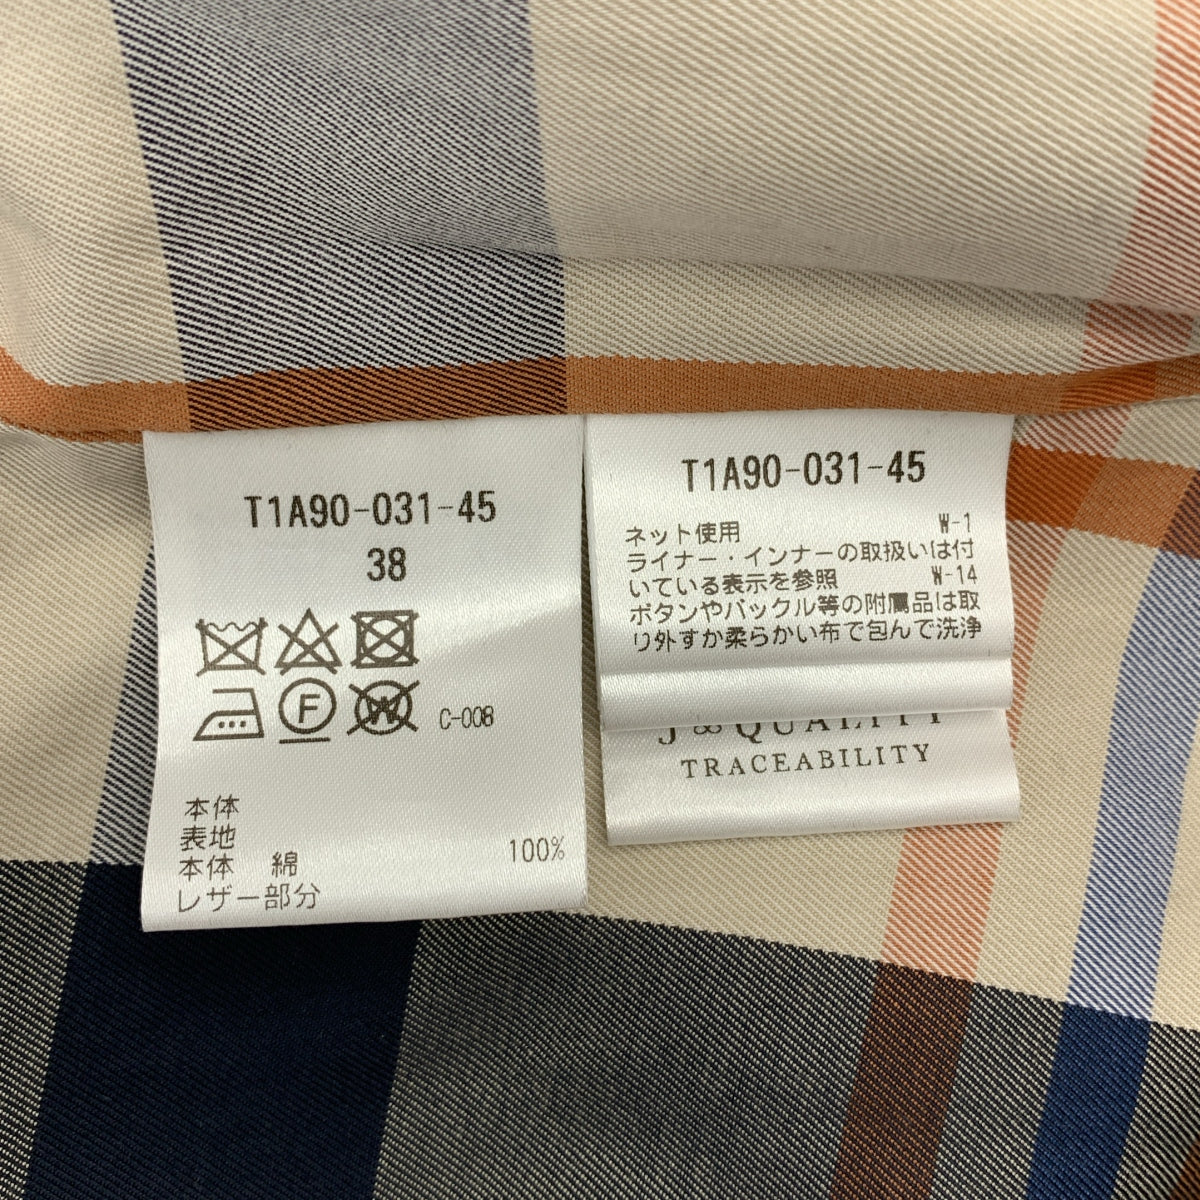 T1A90-031-45
38
F
W
C-008
本体
表地
本体 綿 100%
レザー部分
T1A90-031-45
ネット使用 W-1
ライナー・インナーの取扱いは付
いている表示を参照 W-14
ボタンやバックル等の附属品は取
り外すか柔らかい布で包んで洗浄
J∞QUALITY
TRACEABILITY